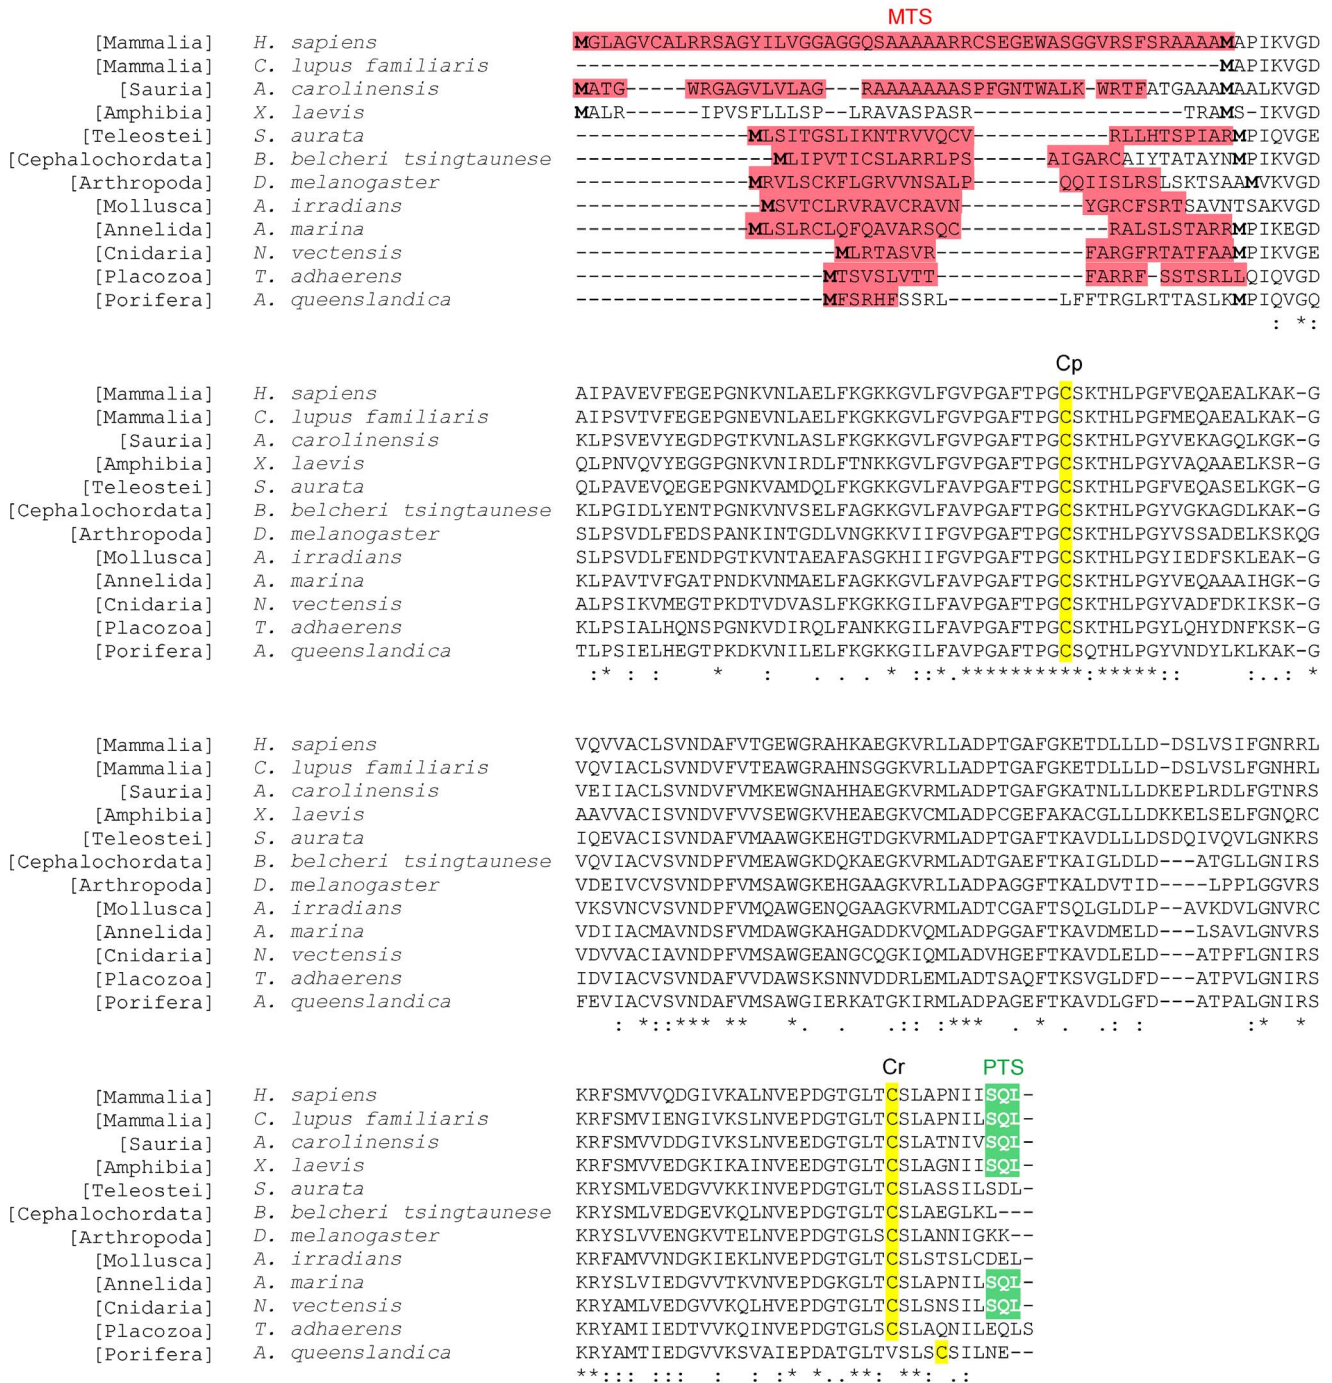 MTS
[Mammalia] H. sapiens MGLAGVCALRRSAGYILVGGAGGQSAAAAARRCSEGEWASGGVRSFSRAAAAMAPIKVGD
[Mammalia] C. lupus familiaris -----------------------------------------------------MAPIKVGD
[Sauria] A. carolinensis MATG-----WRGAGVLVLAG---RAAAAAAASPFGNTWALK-WRTFATGAAAMAALKVGD
[Amphibia] X. laevis MALR------IPVSFLLLSP--LRAVASPASR---------------TRAMS-IKVGD
[Teleostei] S. aurata --------------MLSITGSLIKNTRVVQCV-----------RLLHTSPIARMPIQVGE
[Cephalochordata] B. belcheri tsingtaunese ----------------MLIPVTICSLARRLPS------AIGARCAIYTATAYNMPIKVGD
[Arthropoda] D. melanogaster --------------MRVLSCKFLGRVVNSALP-------QQIISLRSLSKTSAAMVKVGD
[Mollusca] A. irradians ---------------MSVTCLRVRAVCRAVN----------YGRCFSRTSAVNTSAKVGD
[Annelida] A. marina --------------MLSLRCLQFQAVARSQC------------RALSLSTARRMPIKEGD
[Cnidaria] N. vectensis ---------------------MLRTASVR------------FARGFRTATFAAMPIKVGE
[Placozoa] T. adhaerens --------------------MTSVSLVTT------------FARRF-SSTSRLLQIQVGD
[Porifera] A. queenslandica --------------------MFSRHFSSRL---------LFFTRGLRTTASLKMPIQVGQ
: *:
Cp
[Mammalia] H. sapiens AIPAVEVFEGEPGNKVNLAELFKGKKGVLFGVPGAFTPGCSKTHLPGFVEQAEALKAK-G
[Mammalia] C. lupus familiaris AIPSVTVFEGEPGNEVNLAELFKGKKGVLFGVPGAFTPGCSKTHLPGFMEQAEALKAK-G
[Sauria] A. carolinensis KLPSVEVYEGDPGTKVNLASLFKGKKGVLFGVPGAFTPGCSKTHLPGYVEKAGQLKGK-G
[Amphibia] X. laevis QLPNVQVYEGGPGNKVNIRDLFTNKKGVLFGVPGAFTPGCSKTHLPGYVAQAAELKSR-G
[Teleostei] S. aurata QLPAVEVQEGEPGNKVAMDQLFKGKKGVLFAVPGAFTPGCSKTHLPGFVEQASELKGK-G
[Cephalochordata] B. belcheri tsingtaunese KLPGIDLYENTPGNKVNVSELFAGKKGVLFAVPGAFTPGCSKTHLPGYVGKAGDLKAK-G
[Arthropoda] D. melanogaster SLPSVDLFEDSPANKINTGDLVNGKKVIIFGVPGAFTPGCSKTHLPGYVSSADELKSKQG
[Mollusca] A. irradians SLPSVDLFENDPGTKVNTAEAFASGKHIIFGVPGAFTPGCSKTHLPGYIEDFSKLEAK-G
[Annelida] A. marina KLPAVTVFGATPNDKVNMAELFAGKKGVLFAVPGAFTPGCSKTHLPGYVEQAAAIHGK-G
[Cnidaria] N. vectensis ALPSIKVMEGTPKDTVDVASLFKGKKGILFAVPGAFTPGCSKTHLPGYVADFDKIKSK-G
[Placozoa] T. adhaerens KLPSIALHQNSPGNKVDIRQLFANKKGILFAVPGAFTPGCSKTHLPGYLQHYDNFKSK-G
[Porifera] A. queenslandica TLPSIELHEGTPKDKVNILELFKGKKGVLFAVPGAFTPGCSQTHLPGYVNDYLKLKAK-G
:* : : * : . . * ::*.**********:*****:: :..: *
[Mammalia] H. sapiens VQVVACLSVNDAFVTGEWGRAHKAEGKVRLLADPTGAFGKETDLLLD-DSLVSIFGNRRL
[Mammalia] C. lupus familiaris VQVIACLSVNDVFVTEAWGRAHNSGGKVRLLADPTGAFGKETDLLLD-DSLVSLFGNHRL
[Sauria] A. carolinensis VEIIACLSVNDVFVMKEWGNAHHAEGKVRMLADPTGAFGKATNLLLDKEPLRDLFGTNRS
[Amphibia] X. laevis AAVVACLSVNDVFVVSEWGKVHEAEGKVCMLADPCGEFAKACGLLLDKKELSELFGNQRC
[Teleostei] S. aurata IQEVACISVNDAFVMAAWGKEHGTDGKVRMLADPTGAFTKAVDLLLDSDQIVQVLGNKRS
[Cephalochordata] B. belcheri tsingtaunese VQVIACVSVNDPFVMEAWGKDQKAEGKVRMLADTGAEFTKAIGLDLD---ATGLLGNIRS
[Arthropoda] D. melanogaster VDEIVCVSVNDPFVMSAWGKEHGAAGKVRLLADPAGGFTKALDVTID----LPPLGGVRS
[Mollusca] A. irradians VKSVNCVSVNDPFVMQAWGENQGAAGKVRMLADTCGAFTSQLGLDLP--AVKDVLGNVRC
[Annelida] A. marina VDIIACMAVNDSFVMDAWGKAHGADDKVQMLADPGGAFTKAVDMELD---LSAVLGNVRS
[Cnidaria] N. vectensis VDVVACIAVNDPFVMSAWGEANGCQGKIQMLADVHGEFTKAVDLELD---ATPFLGNIRS
[Placozoa] T. adhaerens IDVIACVSVNDAFVVDAWSKSNNVDDRLEMLADTSAQFTKSVGLDFD---ATPVLGNIRS
[Porifera] A. queenslandica FEVIACVSVNDAFVMSAWGIERKATGKIRMLADPAGEFTKAVDLGFD---ATPALGNIRS
: *::*** ** *. . .:: :*** . * . .: : :* *
Cr PTS
[Mammalia] H. sapiens KRFSMVVQDGIVKALNVEPDGTGLTCSLAPNIISQL-
[Mammalia] C. lupus familiaris KRFSMVIENGIVKSLNVEPDGTGLTCSLAPNILSQL-
[Sauria] A. carolinensis KRFSMVVDDGIVKSLNVEEDGTGLTCSLATNIVSQL-
[Amphibia] X. laevis KRFSMVVEDGKIKAINVEEDGTGLTCSLAGNIISQL-
[Teleostei] S. aurata KRYSMLVEDGVVKKINVEPDGTGLTCSLASSILSDL-
[Cephalochordata] B. belcheri tsingtaunese KRYSMLVEDGEVKQLNVEPDGTGLTCSLAEGLKL---
[Arthropoda] D. melanogaster KRYSLVVENGKVTELNVEPDGTGLSCSLANNIGKK--
[Mollusca] A. irradians KRFAMVVNDGKIEKLNVEPDGTGLTCSLSTSLCDEL-
[Annelida] A. marina KRYSLVIEDGVVTKVNVEPDGKGLTCSLAPNILSQL-
[Cnidaria] N. vectensis KRYAMLVEDGVVKQLHVEPDGTGLTCSLSNSILSQL-
[Placozoa] T. adhaerens KRYAMIIEDTVVKQINVEPDGTGLSCSLAQNILEQLS
[Porifera] A. queenslandica KRYAMTIEDGVVKSVAIEPDATGLTVSLSCSILNE--
**::: ::: : : :* *..**: **: .: